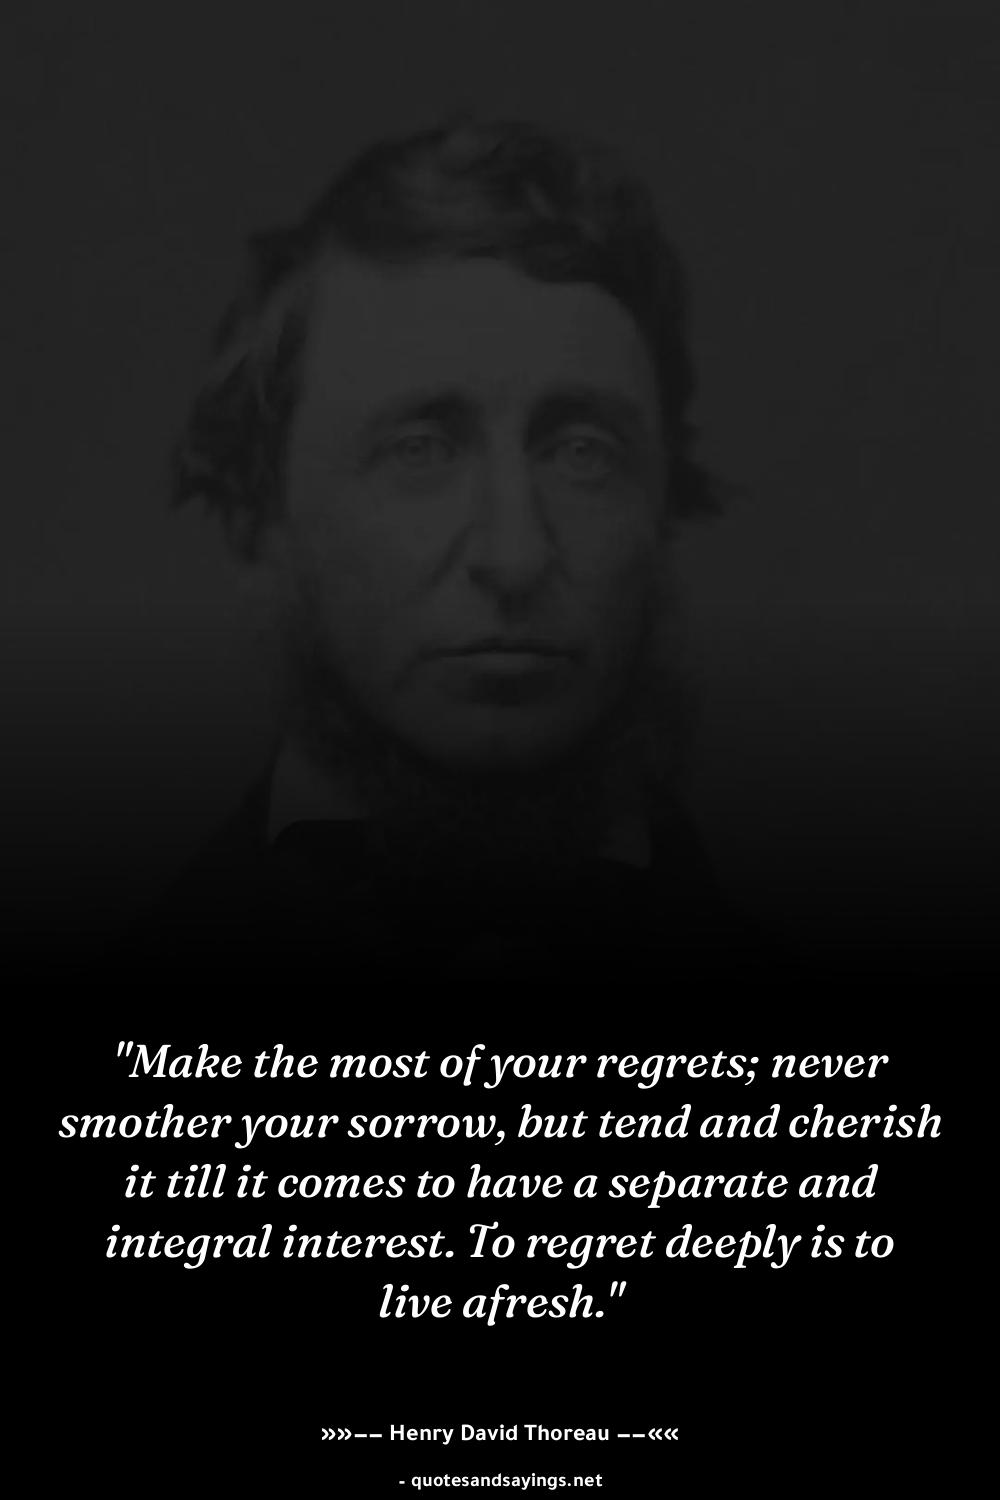 "Make the most of your regrets; never
smother your sorrow, but tend and cherish
it till it comes to have a separate and
integral interest. To regret deeply is to
live afresh."
»»–– Henry David Thoreau ––««
- quotesandsayings.net